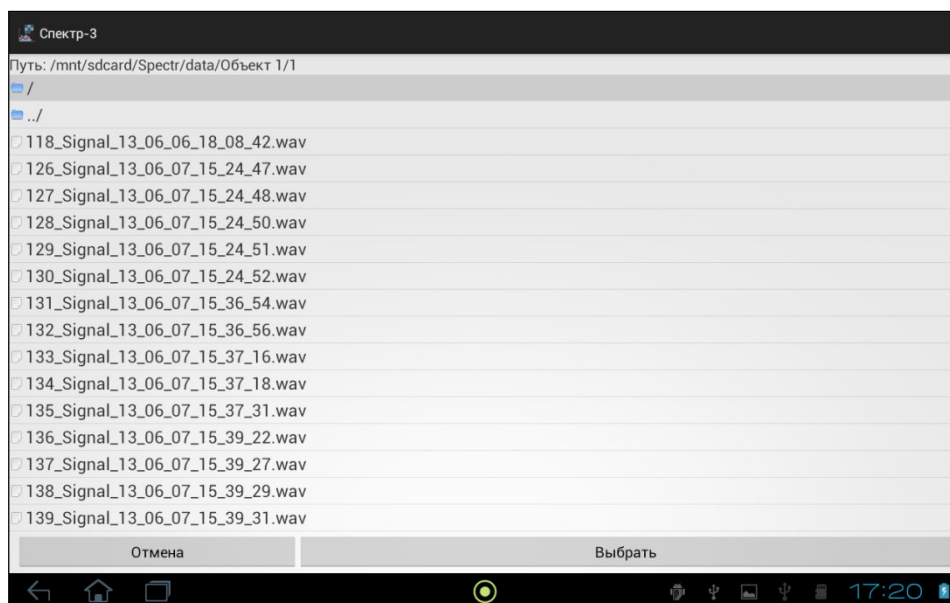 Спектр-3
Путь: /mnt/sdcard/Spectr/data/Объект 1/1
/
../
118_Signal_13_06_06_18_08_42.wav
126_Signal_13_06_07_15_24_47.wav
127_Signal_13_06_07_15_24_48.wav
128_Signal_13_06_07_15_24_50.wav
129_Signal_13_06_07_15_24_51.wav
130_Signal_13_06_07_15_24_52.wav
131_Signal_13_06_07_15_36_54.wav
132_Signal_13_06_07_15_36_56.wav
133_Signal_13_06_07_15_37_16.wav
134_Signal_13_06_07_15_37_18.wav
135_Signal_13_06_07_15_37_31.wav
136_Signal_13_06_07_15_39_22.wav
137_Signal_13_06_07_15_39_27.wav
138_Signal_13_06_07_15_39_29.wav
139_Signal_13_06_07_15_39_31.wav
Отмена Выбрать
17:20